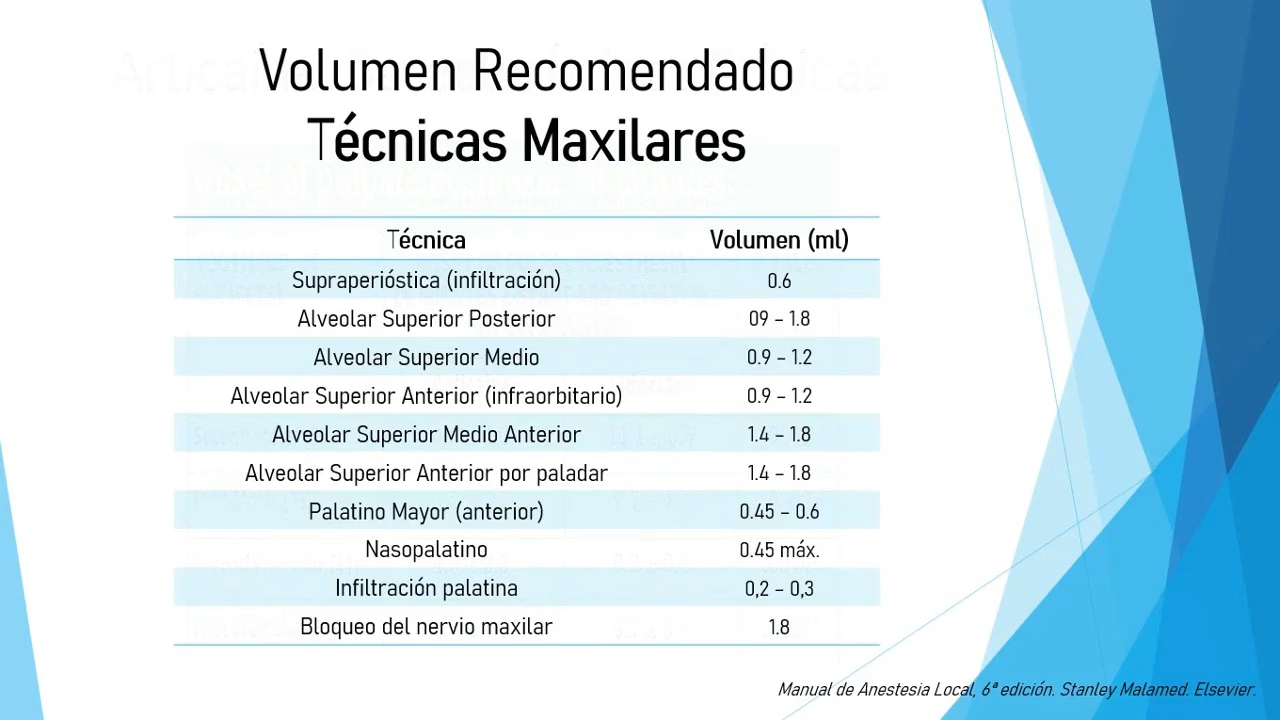 Volumen Recomendado
Técnicas Maxilares
Técnica Volumen (ml)
Supraperióstica (infiltración) 0.6
Alveolar Superior Posterior 09 – 1.8
Alveolar Superior Medio 0.9 – 1.2
Alveolar Superior Anterior (infraorbitario) 0.9 – 1.2
Alveolar Superior Medio Anterior 1.4 – 1.8
Alveolar Superior Anterior por paladar 1.4 – 1.8
Palatino Mayor (anterior) 0.45 – 0.6
Nasopalatino 0.45 máx.
Infiltración palatina 0,2 – 0,3
Bloqueo del nervio maxilar 1.8
Manual de Anestesia Local, 6ª edición. Stanley Malamed. Elsevier.